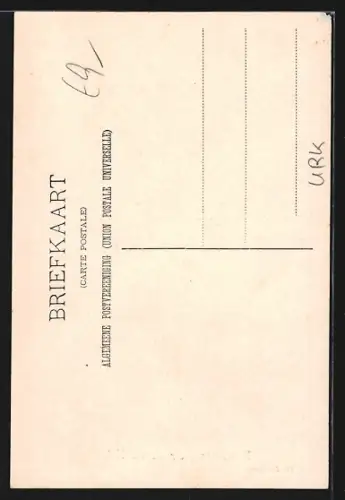 BRIEFKAART
(CARTE POSTALE)
ALGEMEENE POSTVEREENIGING (UNION POSTALE UNIVERSELLE)
URK